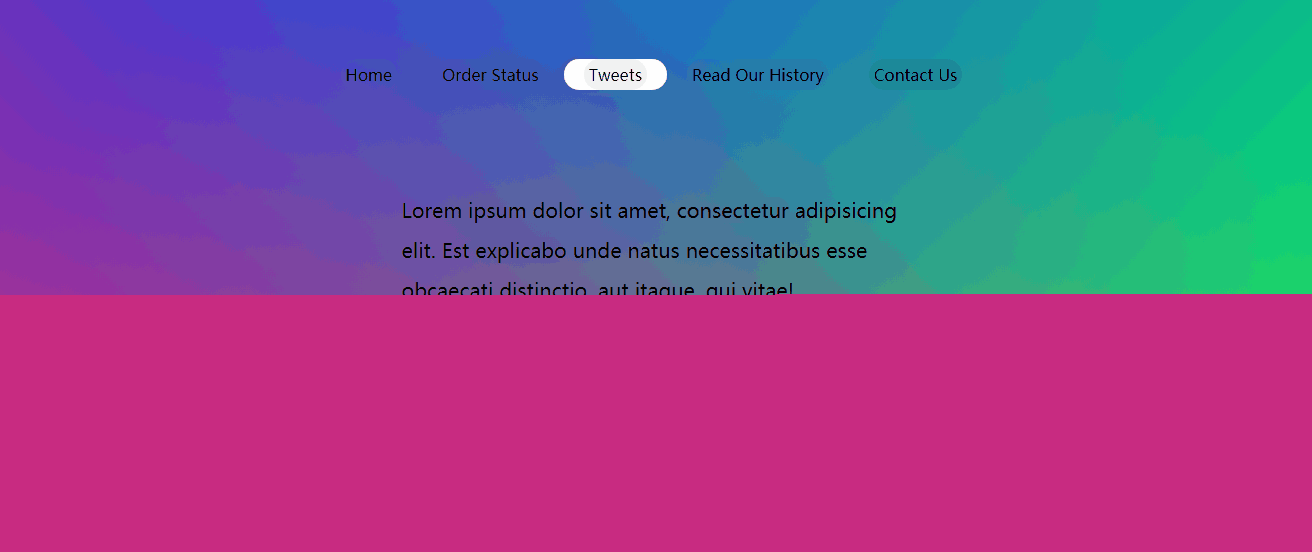 Home Order Status Tweets Read Our History Contact Us
Lorem ipsum dolor sit amet, consectetur adipisicing
elit. Est explicabo unde natus necessitatibus esse
obcaecati distinctio, aut itaque, qui vitae!